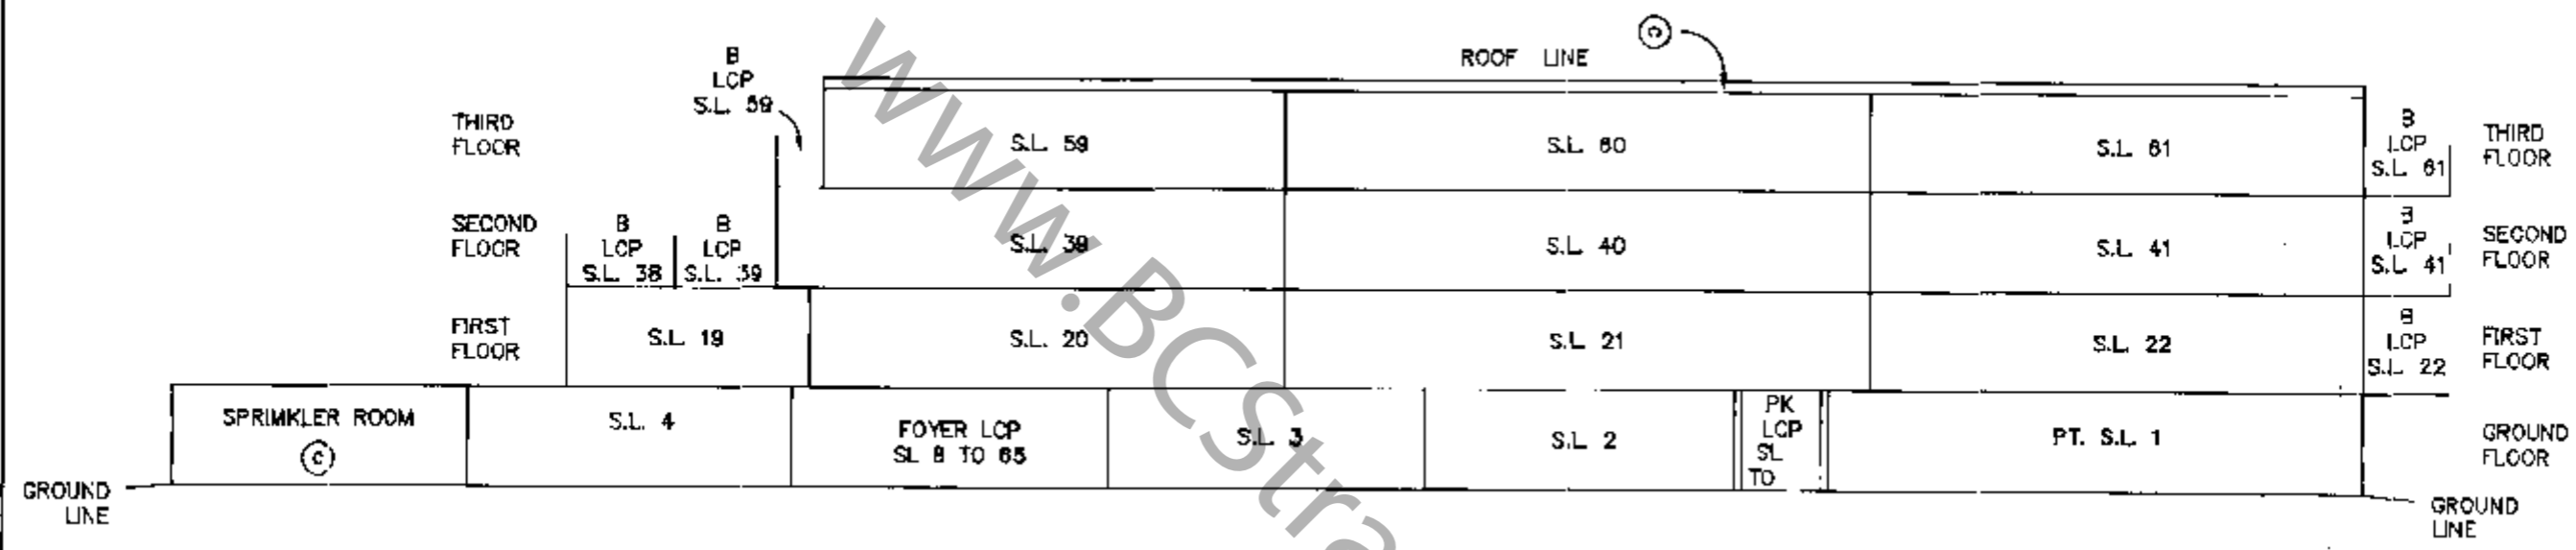 ROOF LINE
B
LCP
S.L. 59
THIRD
FLOOR
S.L. 59
S.L. 60
S.L. 61
B
LCP
S.L. 61
THIRD
FLOOR
SECOND
FLOOR
B
LCP
S.L. 38
B
LCP
S.L. 39
S.L. 39
S.L. 40
S.L. 41
B
LCP
S.L. 41
SECOND
FLOOR
FIRST
FLOOR
S.L. 19
S.L. 20
S.L. 21
S.L. 22
B
LCP
S.L. 22
FIRST
FLOOR
SPRIMKLER ROOM
C
S.L. 4
FOYER LCP
SL 8 TO 65
S.L. 3
S.L. 2
PK
LCP
SL
TO
PT. S.L. 1
GROUND
FLOOR
GROUND
LINE
GROUND
LINE
www.BCStra